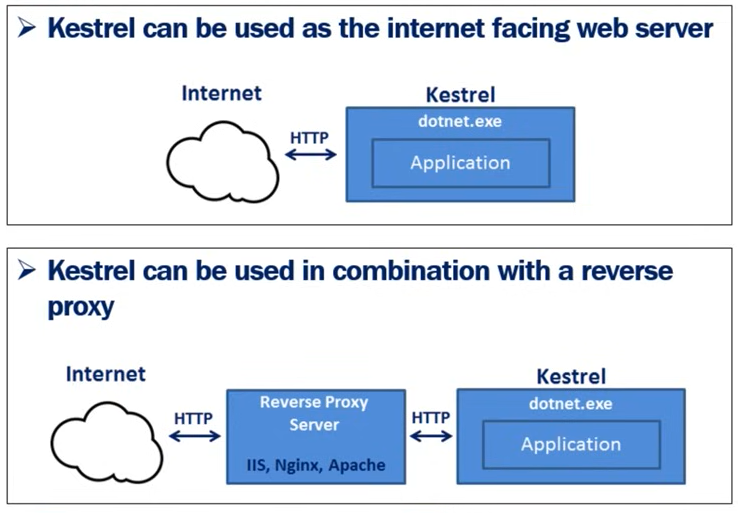 ➢ Kestrel can be used as the internet facing web server
Internet
Kestrel
HTTP
dotnet.exe
Application
➢ Kestrel can be used in combination with a reverse
proxy
Internet
Kestrel
HTTP
Reverse Proxy
Server
IIS, Nginx, Apache
HTTP
dotnet.exe
Application